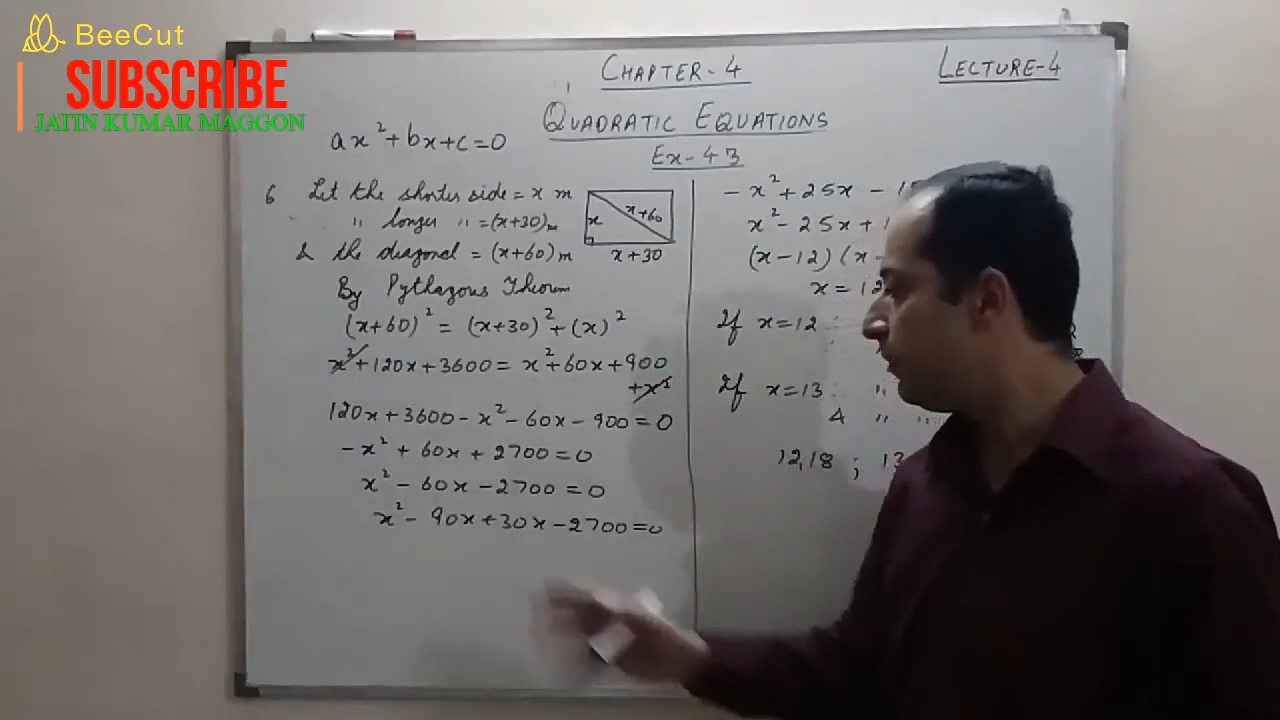 BeeCut
SUBSCRIBE
JATIN KUMAR MAGGON
CHAPTER-4
LECTURE-4
QUADRATIC EQUATIONS
ax²+bx+c=0
Ex-43
6 Let the shorter side = x m
" longer " =(x+30)m
& the diagonal = (x+60)m
x
x+60
x+30
By Pythagous Theorem
(x+60)² = (x+30)²+(x)²
x²+120x+3600= x²+60x+900
+x²
120x+3600-x²-60x-900=0
-x²+60x+2700=0
x²-60x-2700=0
x²-90x+30x-2700=0
-x²+25x-
x²-25x+
(x-12)(x-
x=12
If x=12
If x=13 "
4 " "
12,18 ; 13